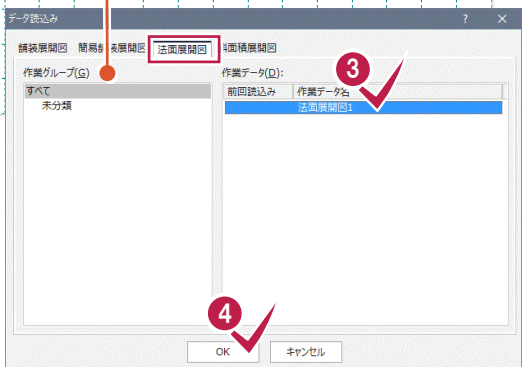 データ読込み
? ×
舗装展開図 簡易 装展開図 法面展開図 面積展開図
作業グループ(G)
作業データ(D):
すべて
未分類
前回読込み 作業データ名
法面展開図1
3
4
OK キャンセル